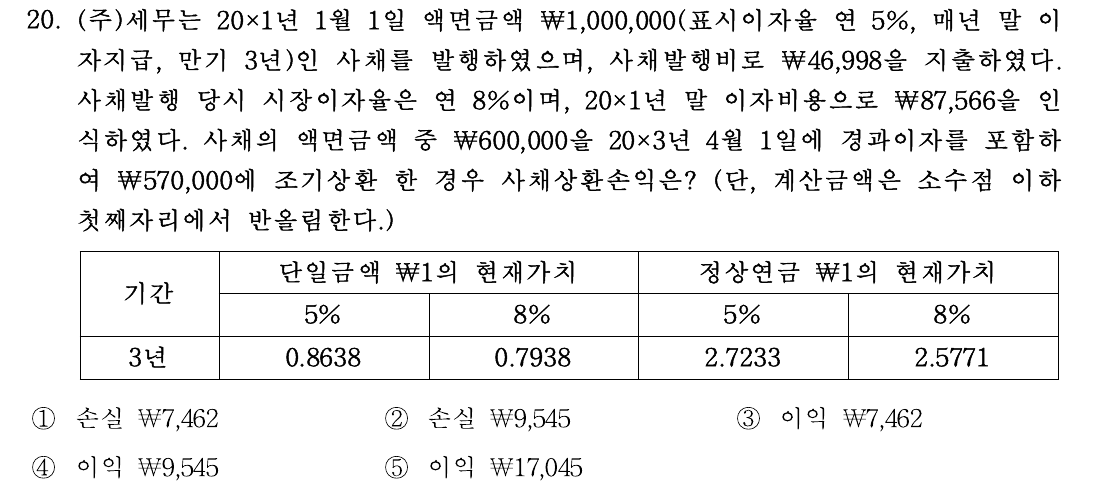 20. (주)세무는 20×1년 1월 1일 액면금액 ₩1,000,000(표시이자율 연 5%, 매년 말 이
자지급, 만기 3년)인 사채를 발행하였으며, 사채발행비로 ₩46,998을 지출하였다.
사채발행 당시 시장이자율은 연 8%이며, 20×1년 말 이자비용으로 ₩87,566을 인
식하였다. 사채의 액면금액 중 ₩600,000을 20×3년 4월 1일에 경과이자를 포함하
여 ₩570,000에 조기상환 한 경우 사채상환손익은? (단, 계산금액은 소수점 이하
첫째자리에서 반올림한다.)
기간 단일금액 ₩1의 현재가치 정상연금 ₩1의 현재가치
5% 8% 5% 8%
3년 0.8638 0.7938 2.7233 2.5771
① 손실 ₩7,462 ② 손실 ₩9,545 ③ 이익 ₩7,462
④ 이익 ₩9,545 ⑤ 이익 ₩17,045